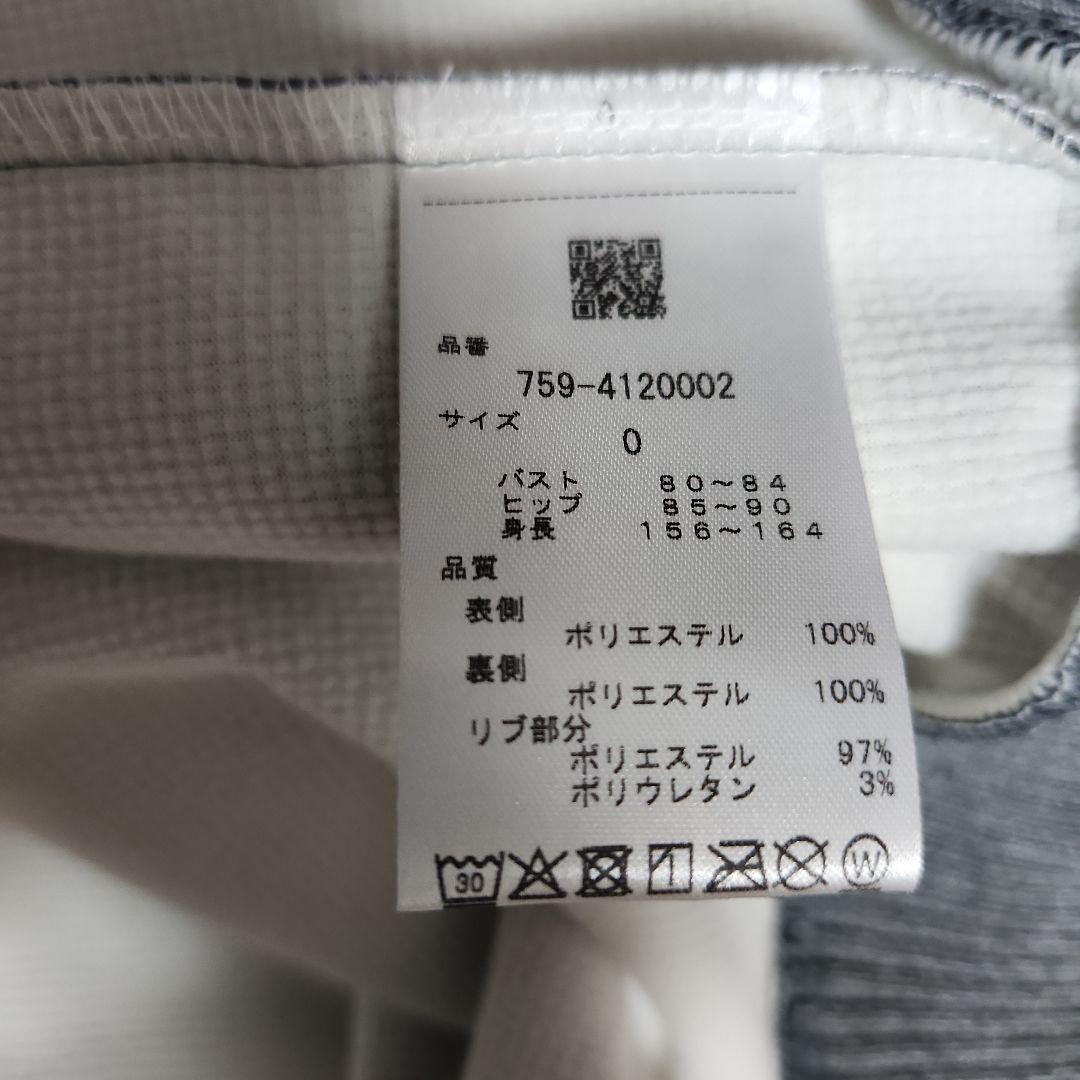 品番
759-4120002
サイズ
0
バスト 80~84
ヒップ 85~90
身長 156~164
品質
表側
ポリエステル 100%
裏側
ポリエステル 100%
リブ部分
ポリエステル 97%
ポリウレタン 3%
30
W